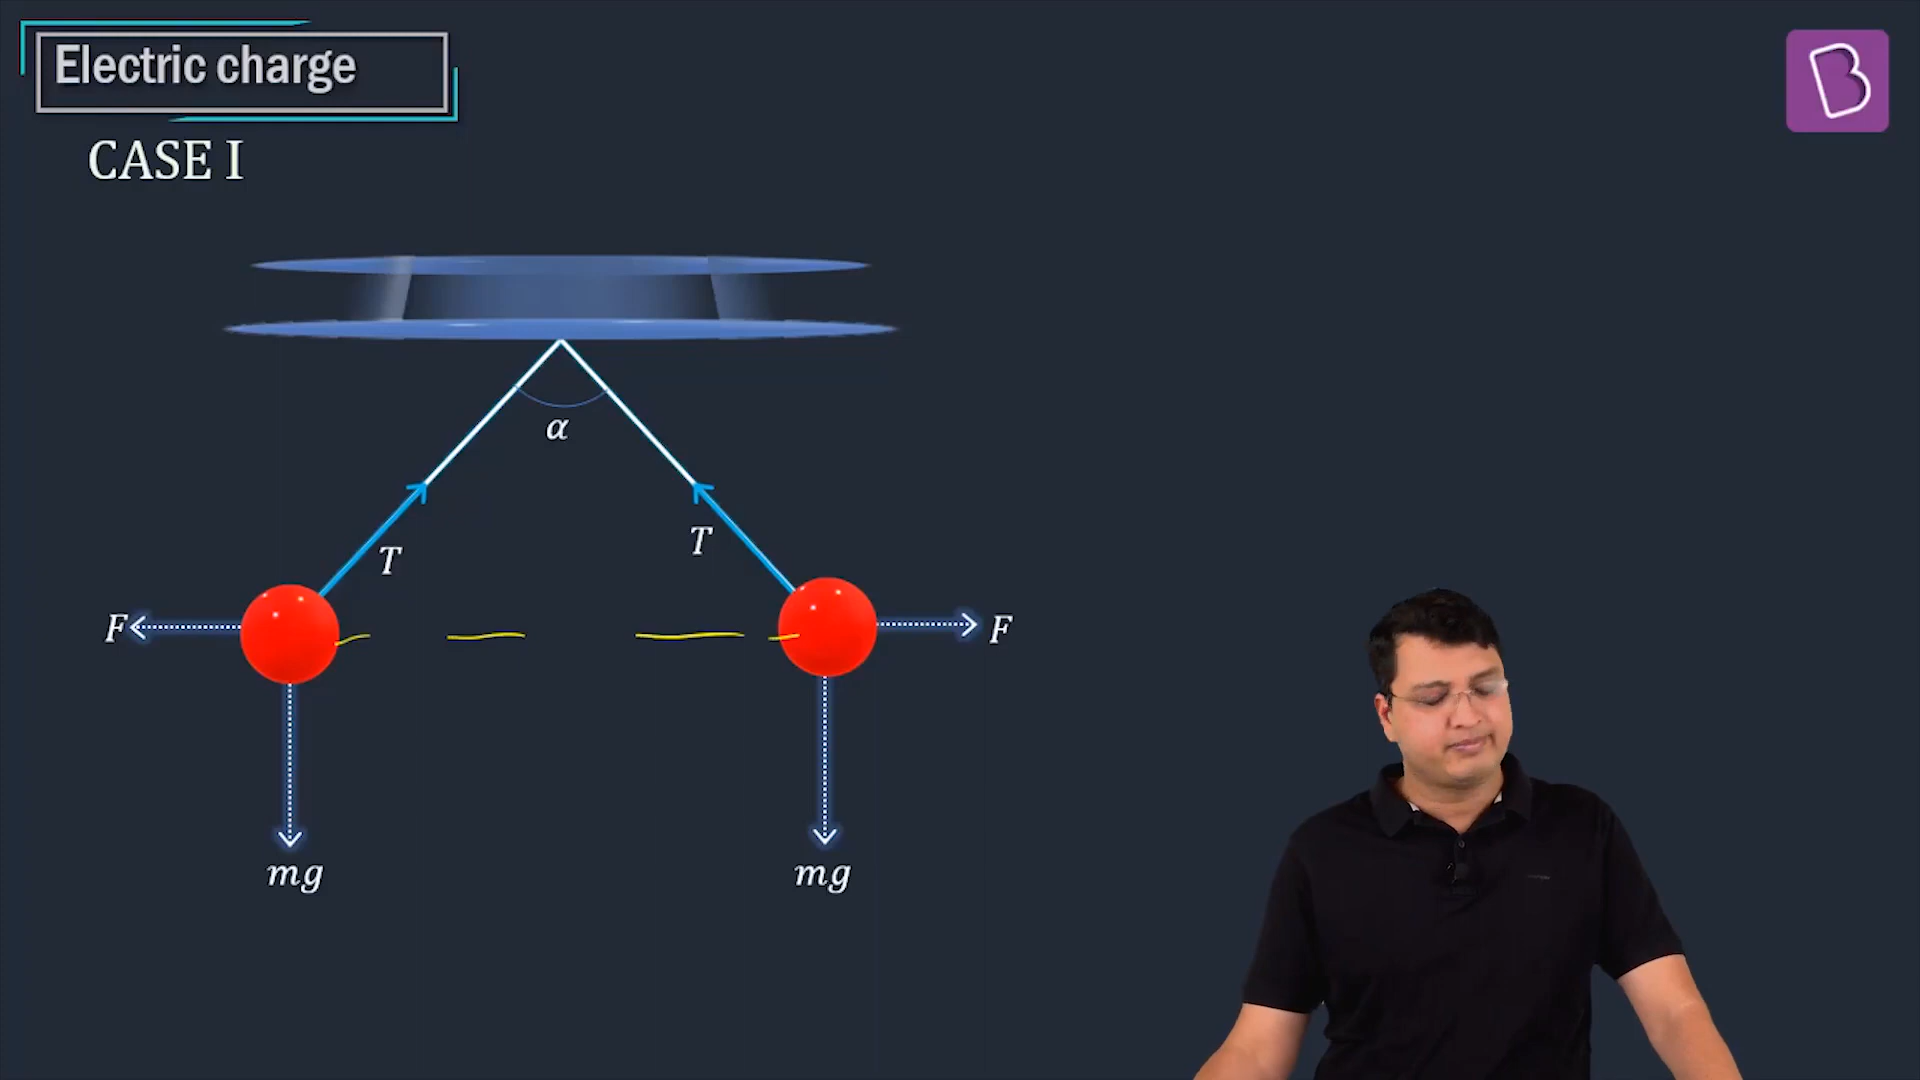 Electric charge
CASE I
α
T
T
F
F
mg
mg